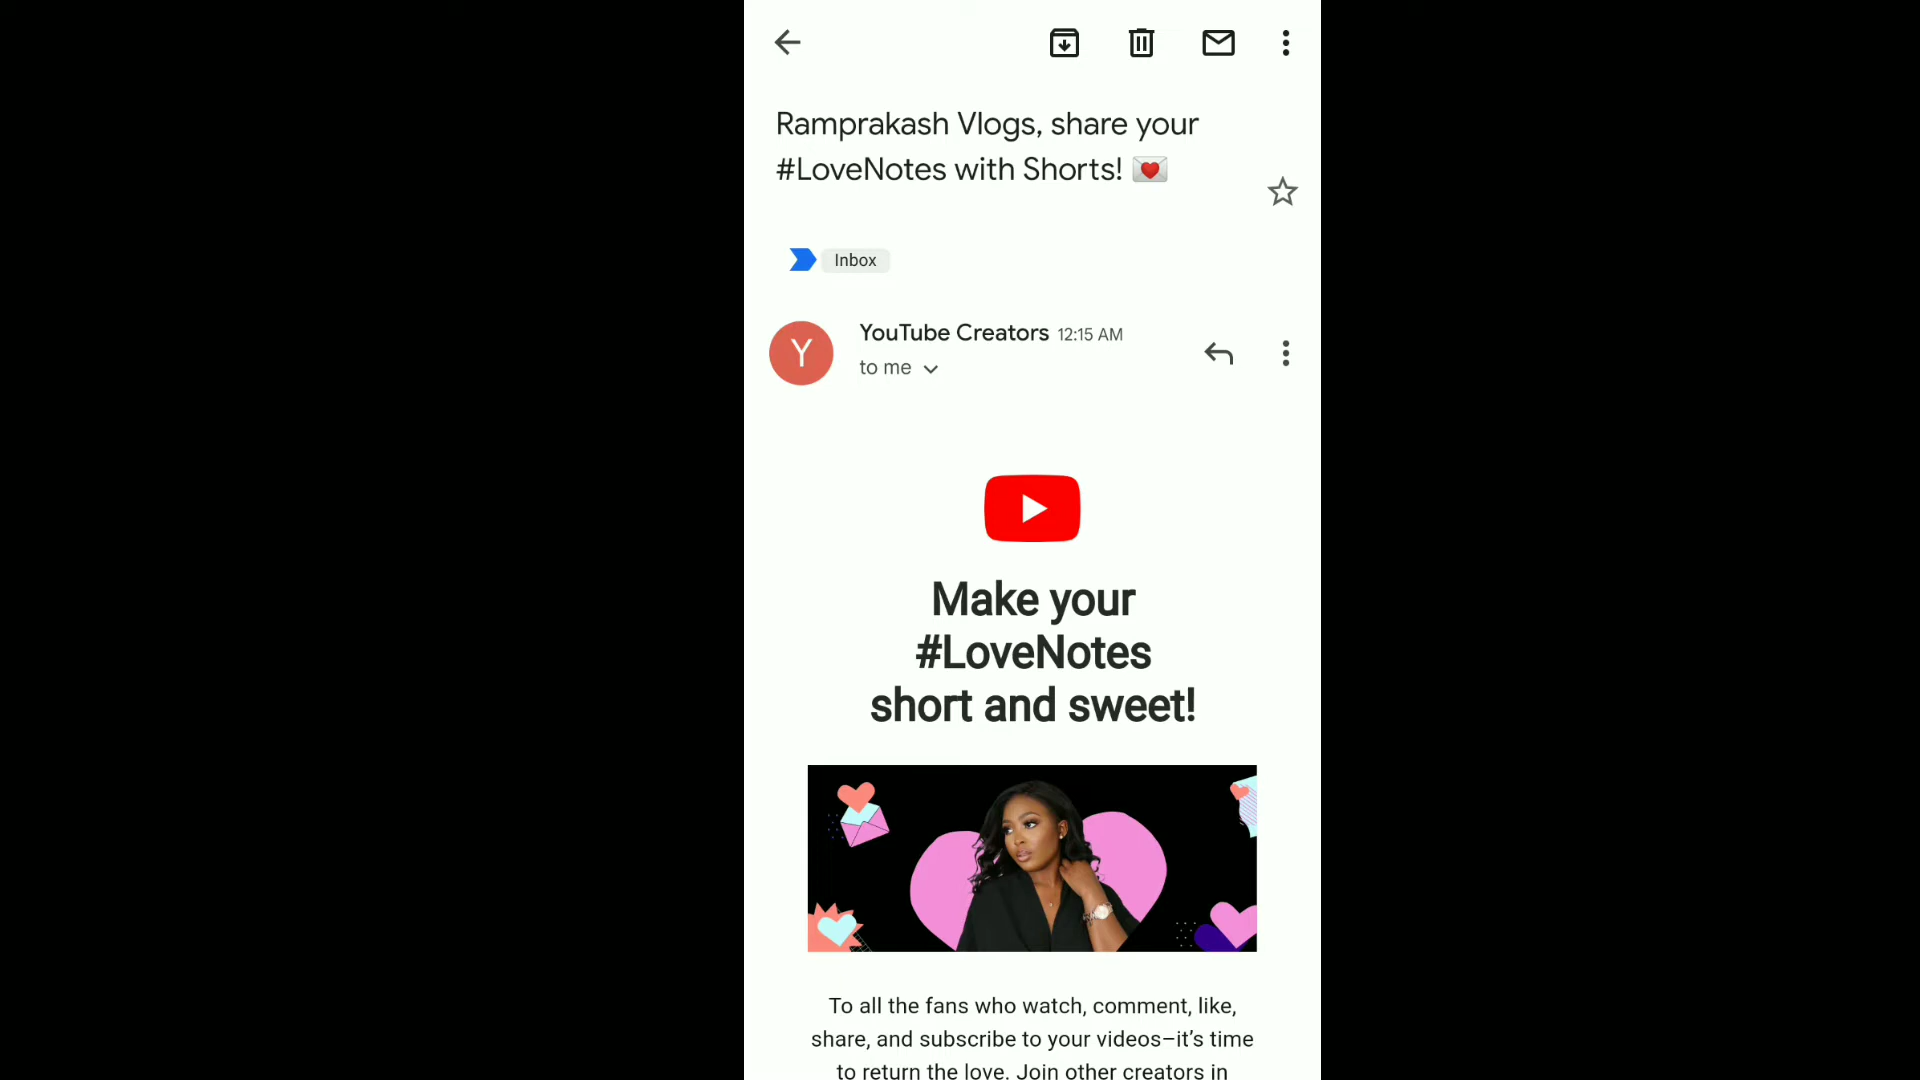 Ramprakash Vlogs, share your
#LoveNotes with Shorts! 💌
Inbox
Y
YouTube Creators 12:15 AM
to me
Make your
#LoveNotes
short and sweet!
To all the fans who watch, comment, like,
share, and subscribe to your videos–it’s time
to return the love. Join other creators in